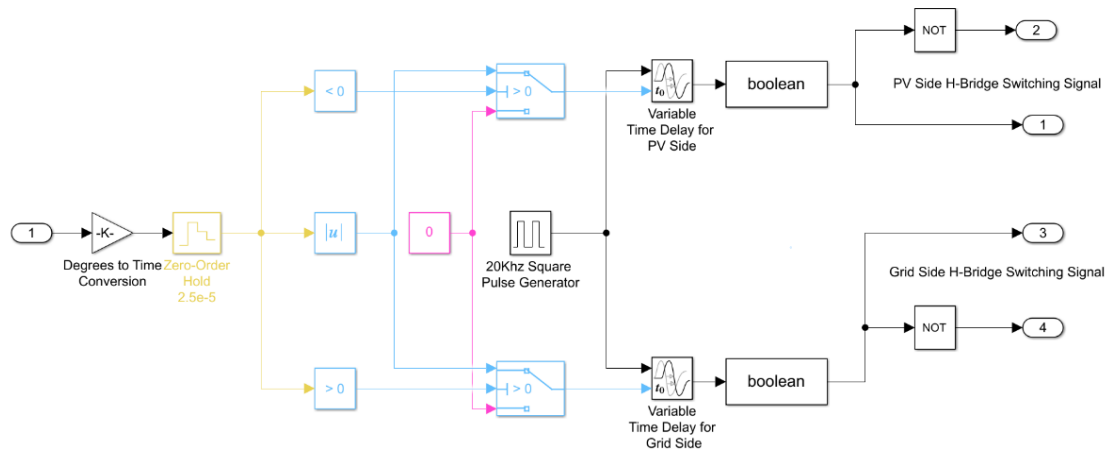 NOT
2
< 0
> 0
t₀
boolean
PV Side H-Bridge Switching Signal
Variable
Time Delay for
PV Side
1
1
-K-
|u|
0
3
Degrees to Time
Conversion
Zero-Order
Hold
2.5e-5
20Khz Square
Pulse Generator
Grid Side H-Bridge Switching Signal
NOT
4
> 0
> 0
t₀
boolean
Variable
Time Delay for
Grid Side